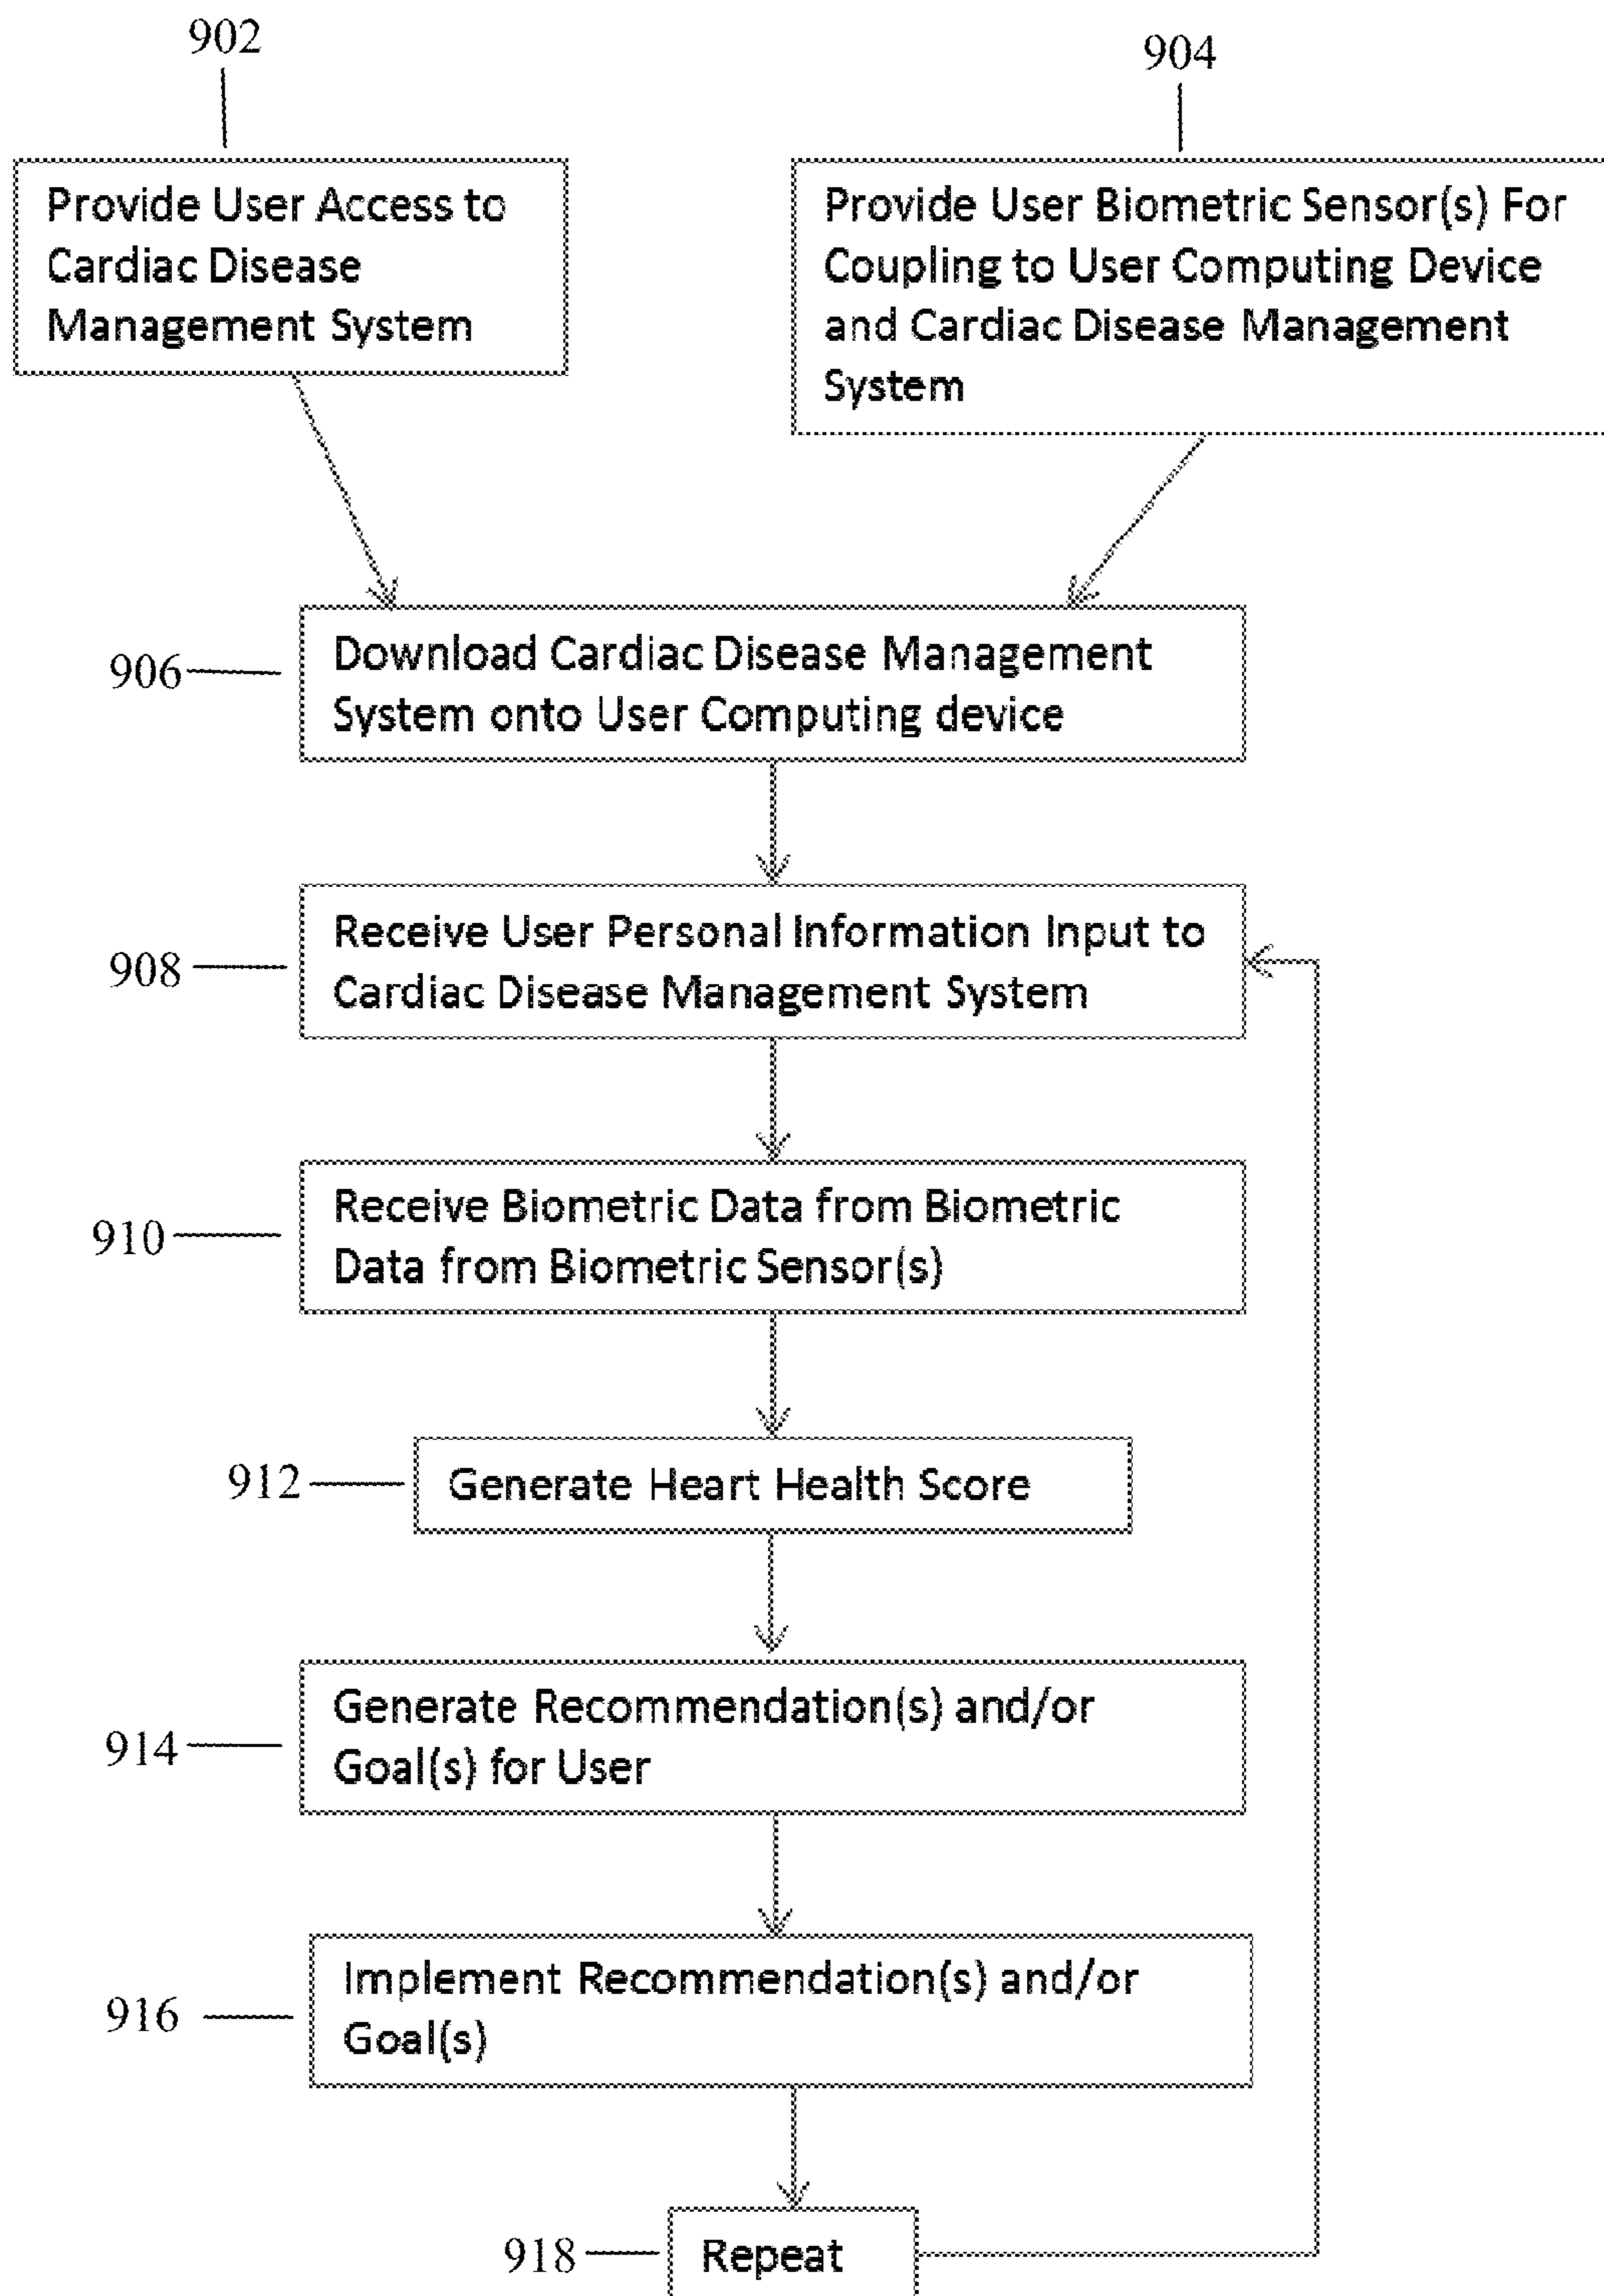 902
904
Provide User Access to
Cardiac Disease
Management System
Provide User Biometric Sensor(s) For
Coupling to User Computing Device
and Cardiac Disease Management
System
906
Download Cardiac Disease Management
System onto User Computing device
908
Receive User Personal Information Input to
Cardiac Disease Management System
910
Receive Biometric Data from Biometric
Data from Biometric Sensor(s)
912
Generate Heart Health Score
914
Generate Recommendation(s) and/or
Goal(s) for User
916
Implement Recommendation(s) and/or
Goal(s)
918
Repeat